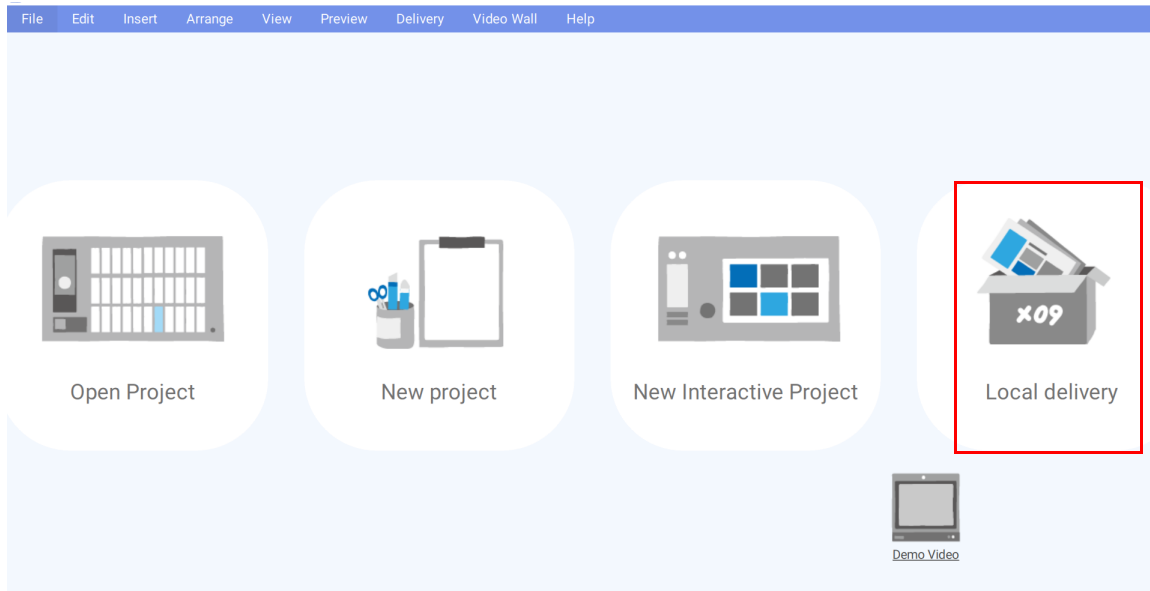 File Edit Insert Arrange View Preview Delivery Video Wall Help
x09
Open Project
New project
New Interactive Project
Local delivery
Demo Video